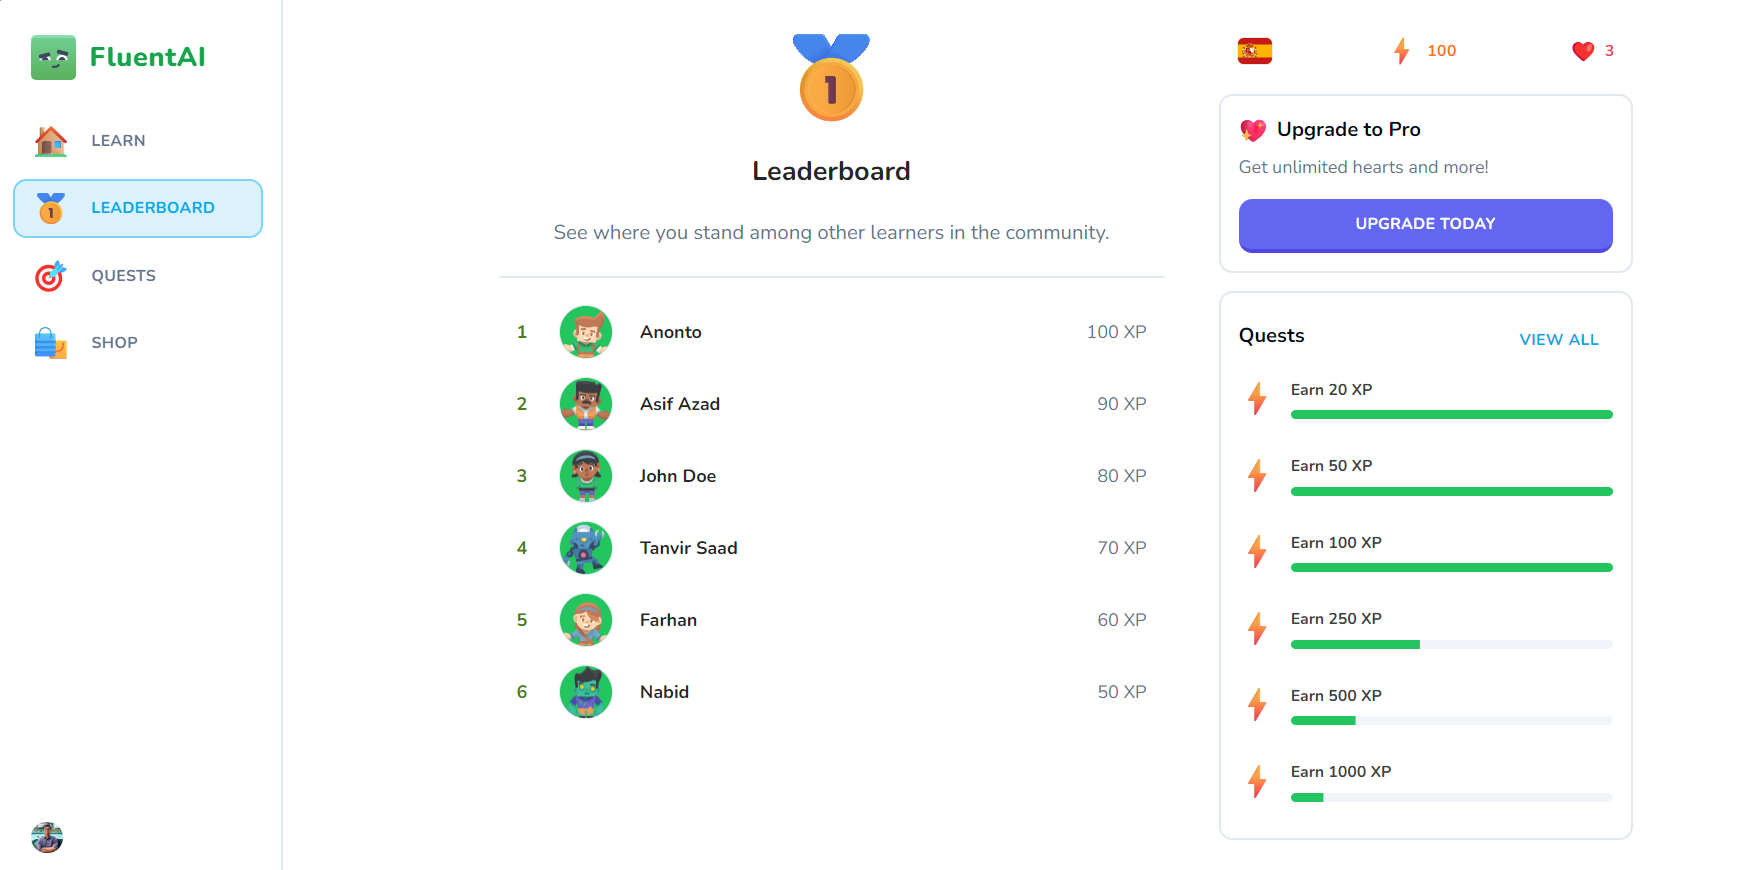 FluentAI
LEARN
LEADERBOARD
QUESTS
SHOP
1
Leaderboard
See where you stand among other learners in the community.
1 Anonto 100 XP
2 Asif Azad 90 XP
3 John Doe 80 XP
4 Tanvir Saad 70 XP
5 Farhan 60 XP
6 Nabid 50 XP
100 3
Upgrade to Pro
Get unlimited hearts and more!
UPGRADE TODAY
Quests VIEW ALL
Earn 20 XP
Earn 50 XP
Earn 100 XP
Earn 250 XP
Earn 500 XP
Earn 1000 XP